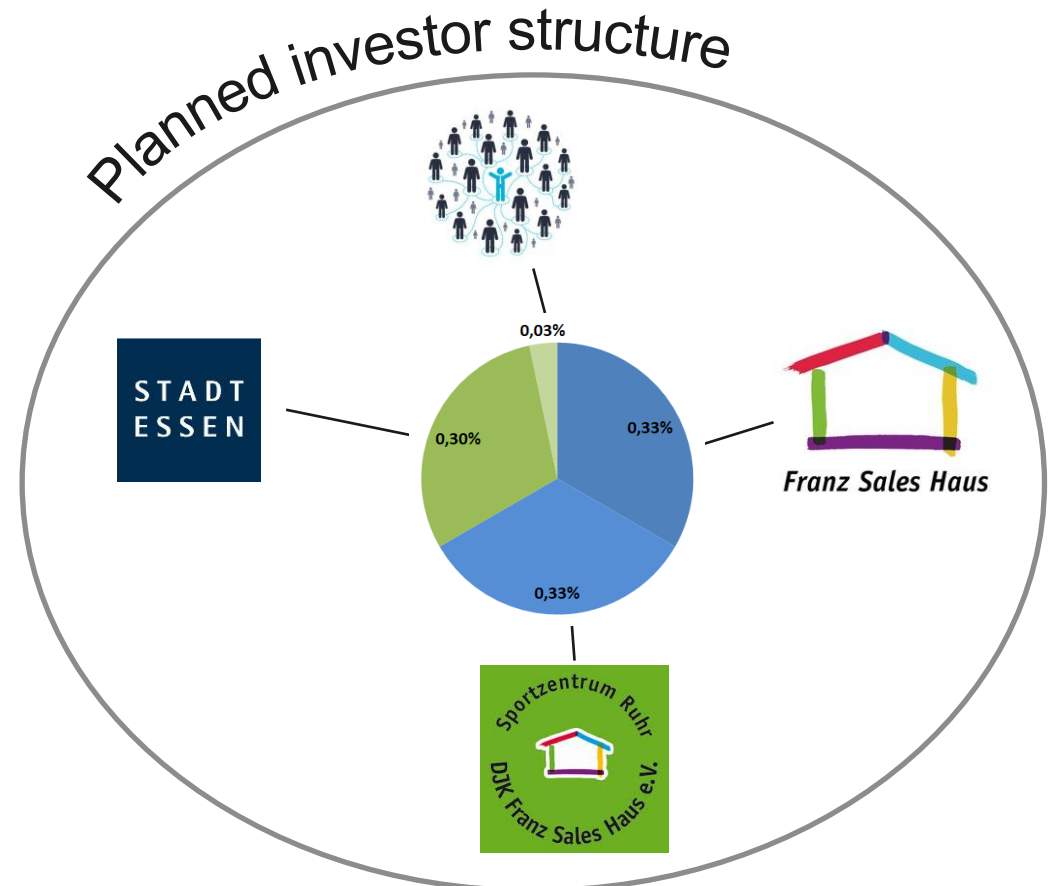 Planned investor structure
0,03%
STADT
ESSEN
0,30%
0,33%
Franz Sales Haus
0,33%
Sportzentrum Ruhr
DJK Franz Sales Haus e.V.